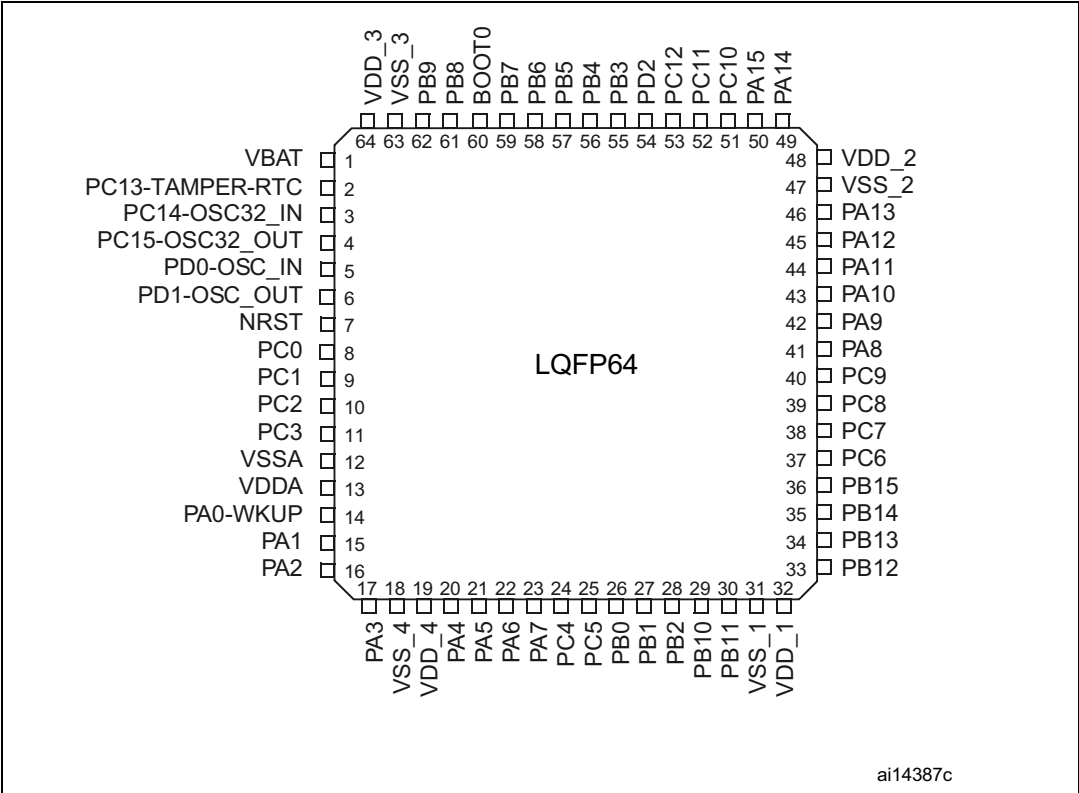 VDD_3
VSS_3
PB9
PB8
BOOT0
PB7
PB6
PB5
PB4
PB3
PD2
PC12
PC11
PC10
PA15
PA14
64 63 62 61 60 59 58 57 56 55 54 53 52 51 50 49
VBAT 1
PC13-TAMPER-RTC 2
PC14-OSC32_IN 3
PC15-OSC32_OUT 4
PD0-OSC_IN 5
PD1-OSC_OUT 6
NRST 7
PC0 8
PC1 9
PC2 10
PC3 11
VSSA 12
VDDA 13
PA0-WKUP 14
PA1 15
PA2 16
LQFP64
48 VDD_2
47 VSS_2
46 PA13
45 PA12
44 PA11
43 PA10
42 PA9
41 PA8
40 PC9
39 PC8
38 PC7
37 PC6
36 PB15
35 PB14
34 PB13
33 PB12
17 18 19 20 21 22 23 24 25 26 27 28 29 30 31 32
PA3
VSS_4
VDD_4
PA4
PA5
PA6
PA7
PC4
PC5
PB0
PB1
PB2
PB10
PB11
VSS_1
VDD_1
ai14387c